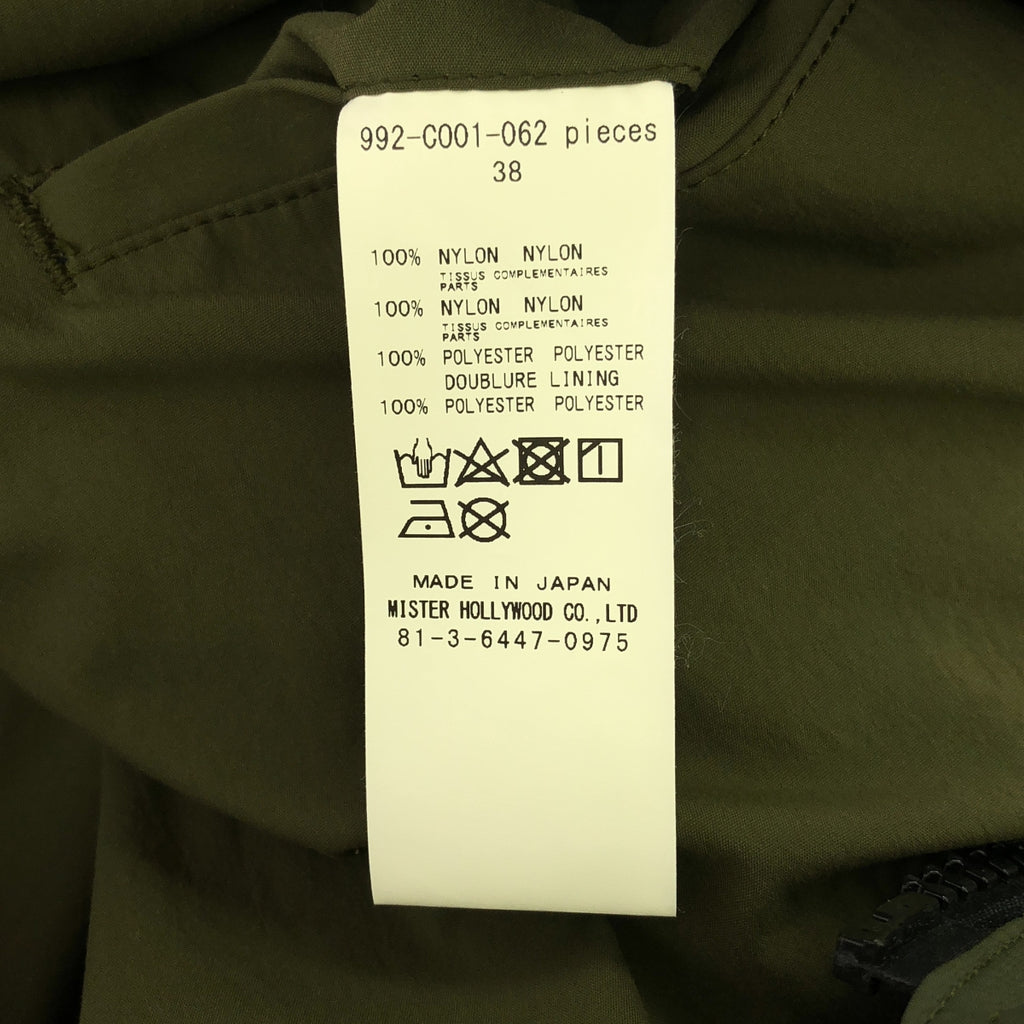 992-C001-062 pieces
38
100% NYLON NYLON
TISSUS COMPLEMENTAIRES
PARTS
100% NYLON NYLON
TISSUS COMPLEMENTAIRES
PARTS
100% POLYESTER POLYESTER
DOUBLURE LINING
100% POLYESTER POLYESTER
MADE IN JAPAN
MISTER HOLLYWOOD CO.,LTD
81-3-6447-0975